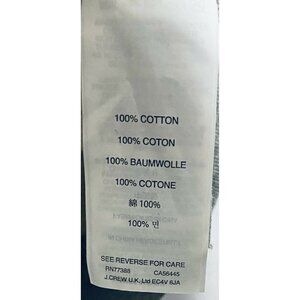 100% COTTON
100% COTON
100% BAUMWOLLE
100% COTONE
綿 100%
100% 면
SEE REVERSE FOR CARE
RN77388 CA56445
J.CREW U.K. Ltd EC4V 6JA